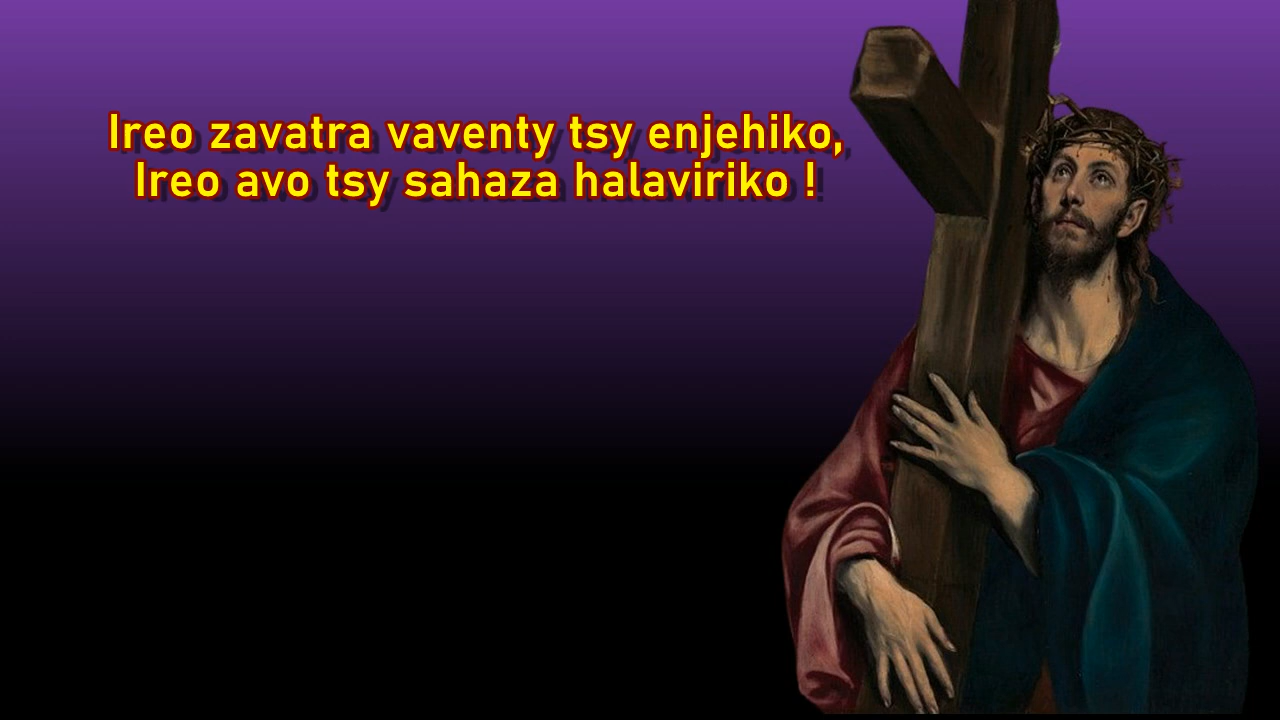 Ireo zavatra vaventy tsy enjehiko,
Ireo avo tsy sahaza halaviriko !